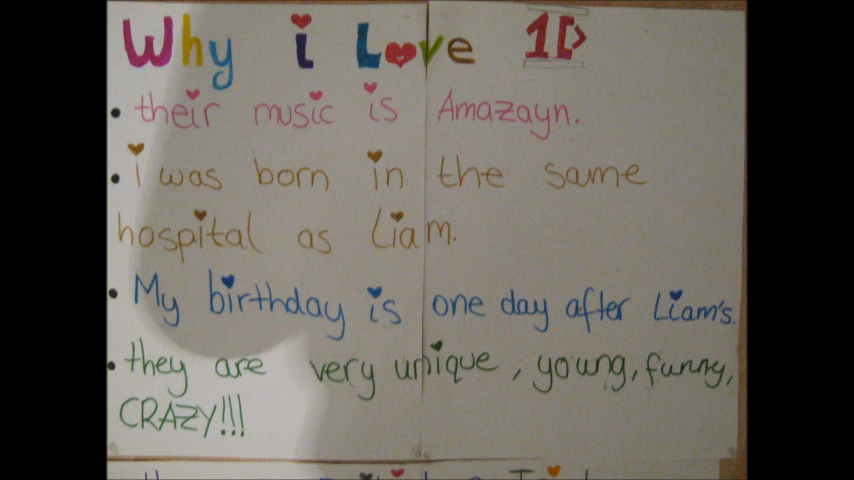 Why i Love 1D
• their music is Amazayn.
• i was born in the same
hospital as Liam.
• My birthday is one day after Liam's.
• they are very unique, young, funny,
CRAZY!!!